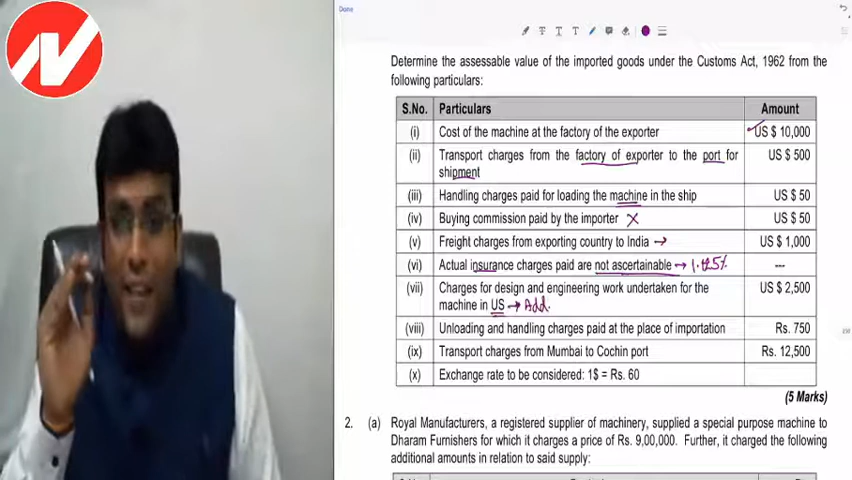 Done
Determine the assessable value of the imported goods under the Customs Act, 1962 from the
following particulars:
S.No. Particulars Amount
(i) Cost of the machine at the factory of the exporter US $ 10,000
(ii) Transport charges from the factory of exporter to the port for US $ 500
shipment
(iii) Handling charges paid for loading the machine in the ship US $ 50
(iv) Buying commission paid by the importer US $ 50
(v) Freight charges from exporting country to India → US $ 1,000
(vi) Actual insurance charges paid are not ascertainable → 1.125% ---
(vii) Charges for design and engineering work undertaken for the US $ 2,500
machine in US → Add.
(viii) Unloading and handling charges paid at the place of importation Rs. 750
(ix) Transport charges from Mumbai to Cochin port Rs. 12,500
(x) Exchange rate to be considered: 1$ = Rs. 60
(5 Marks)
2. (a) Royal Manufacturers, a registered supplier of machinery, supplied a special purpose machine to
Dharam Furnishers for which it charges a price of Rs. 9,00,000. Further, it charged the following
additional amounts in relation to said supply: